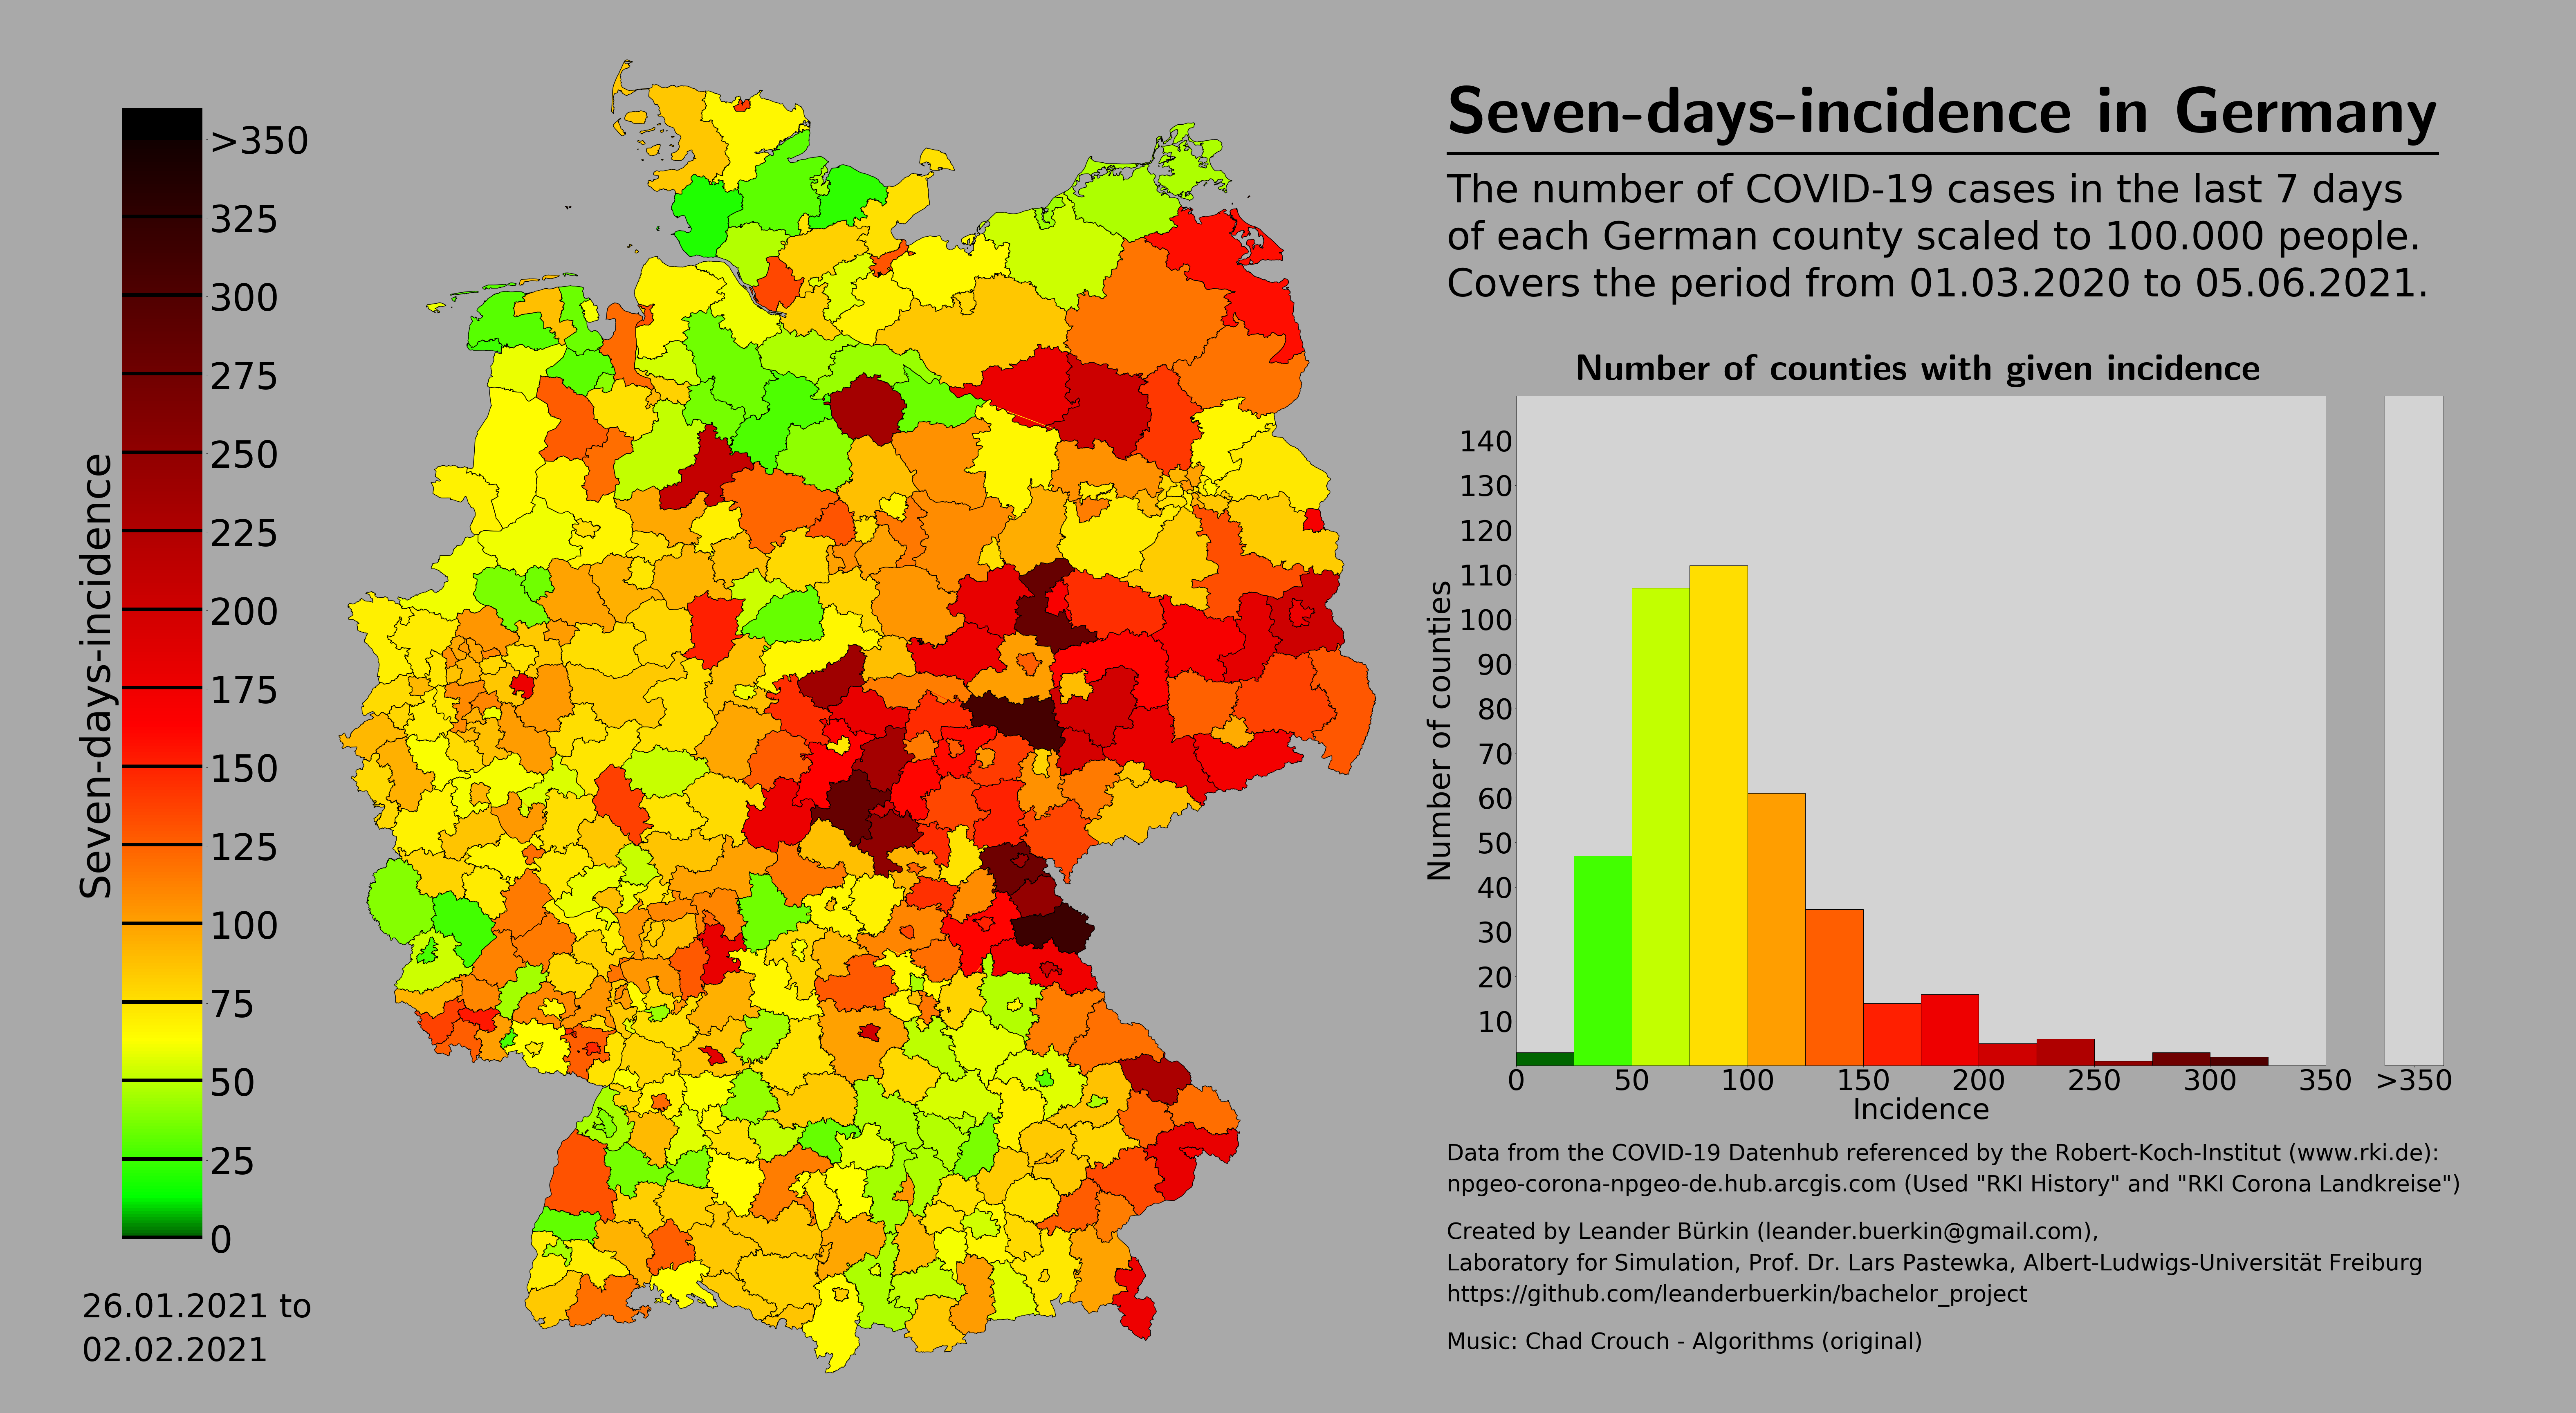 Seven-days-incidence
>350
325
300
275
250
225
200
175
150
125
100
75
50
25
0
26.01.2021 to
02.02.2021
Seven-days-incidence in Germany
The number of COVID-19 cases in the last 7 days
of each German county scaled to 100.000 people.
Covers the period from 01.03.2020 to 05.06.2021.
Number of counties with given incidence
Number of counties
140
130
120
110
100
90
80
70
60
50
40
30
20
10
0 50 100 150 200 250 300 350 >350
Incidence
Data from the COVID-19 Datenhub referenced by the Robert-Koch-Institut (www.rki.de):
npgeo-corona-npgeo-de.hub.arcgis.com (Used "RKI History" and "RKI Corona Landkreise")
Created by Leander Bürkin (leander.buerkin@gmail.com),
Laboratory for Simulation, Prof. Dr. Lars Pastewka, Albert-Ludwigs-Universität Freiburg
https://github.com/leanderbuerkin/bachelor_project
Music: Chad Crouch - Algorithms (original)